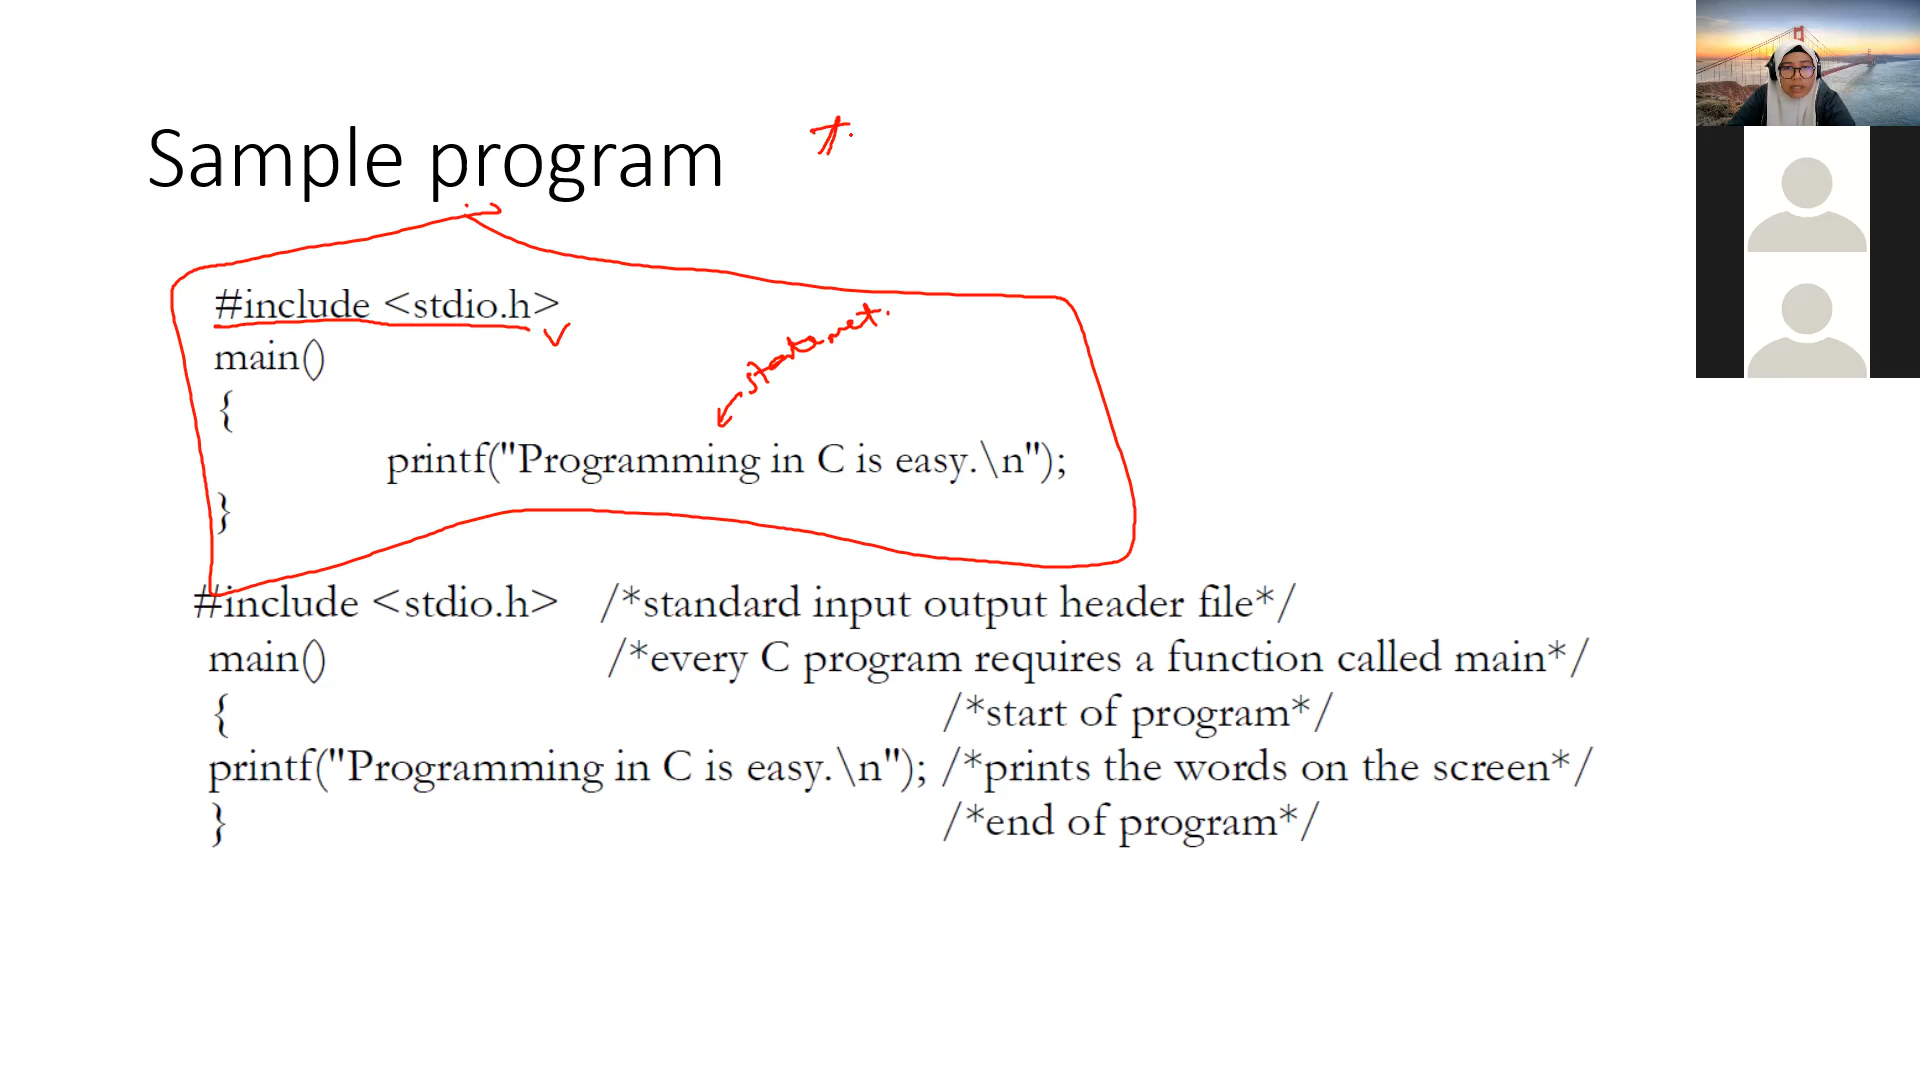 Sample program
#include <stdio.h>
main()
statemet.
{
printf("Programming in C is easy.\n");
}
#include <stdio.h> /*standard input output header file*/
main() /*every C program requires a function called main*/
{ /*start of program*/
printf("Programming in C is easy.\n"); /*prints the words on the screen*/
} /*end of program*/